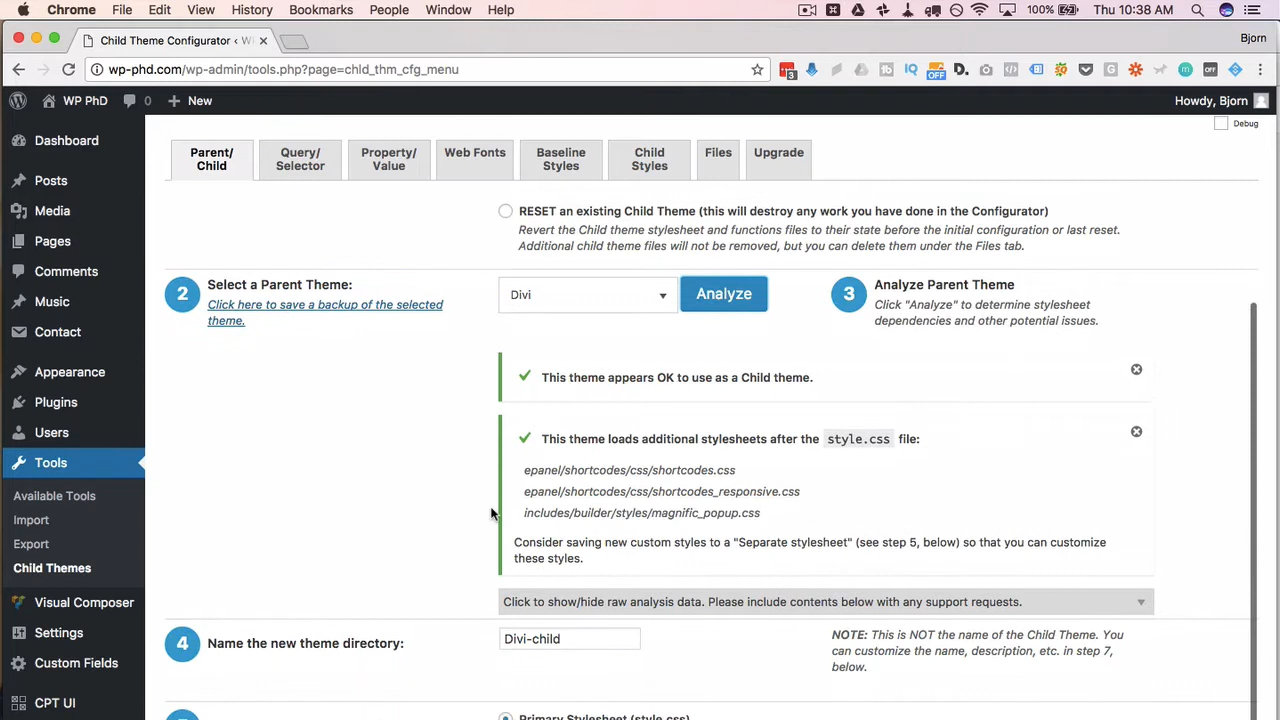 Chrome File Edit View History Bookmarks People Window Help 100% Thu 10:38 AM
Child Theme Configurator ‹ W
Bjorn
wp-phd.com/wp-admin/tools.php?page=chld_thm_cfg_menu
3
OFF
OFF
WP PhD 0 New Howdy, Bjorn
Debug
Dashboard
Posts
Media
Pages
Comments
Music
Contact
Appearance
Plugins
Users
Tools
Available Tools
Import
Export
Child Themes
Visual Composer
Settings
Custom Fields
CPT UI
Parent/
Child
Query/
Selector
Property/
Value
Web Fonts
Baseline
Styles
Child
Styles
Files
Upgrade
RESET an existing Child Theme (this will destroy any work you have done in the Configurator)
Revert the Child theme stylesheet and functions files to their state before the initial configuration or last reset.
Additional child theme files will not be removed, but you can delete them under the Files tab.
2 Select a Parent Theme:
Click here to save a backup of the selected
theme.
Divi
Analyze
3 Analyze Parent Theme
Click "Analyze" to determine stylesheet
dependencies and other potential issues.
This theme appears OK to use as a Child theme.
This theme loads additional stylesheets after the style.css file:
epanel/shortcodes/css/shortcodes.css
epanel/shortcodes/css/shortcodes_responsive.css
includes/builder/styles/magnific_popup.css
Consider saving new custom styles to a "Separate stylesheet" (see step 5, below) so that you can customize
these styles.
Click to show/hide raw analysis data. Please include contents below with any support requests.
4 Name the new theme directory:
Divi-child
NOTE: This is NOT the name of the Child Theme. You
can customize the name, description, etc. in step 7,
below.
Primary Stylesheet (style.css)